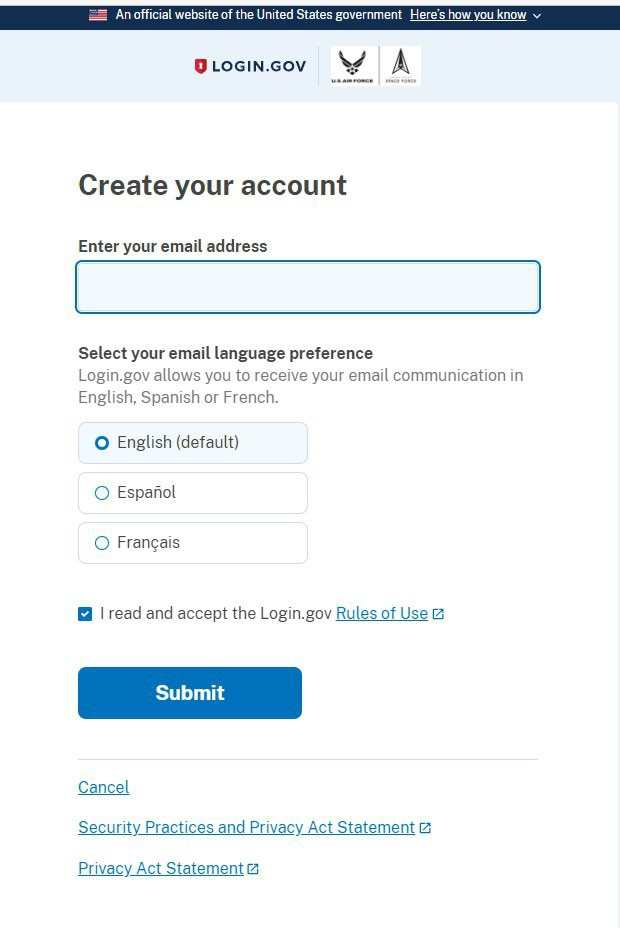 An official website of the United States government Here's how you know
LOGIN.GOV
U.S. AIR FORCE
SPACE FORCE
Create your account
Enter your email address
Select your email language preference
Login.gov allows you to receive your email communication in
English, Spanish or French.
English (default)
Español
Français
I read and accept the Login.gov Rules of Use
Submit
Cancel
Security Practices and Privacy Act Statement
Privacy Act Statement